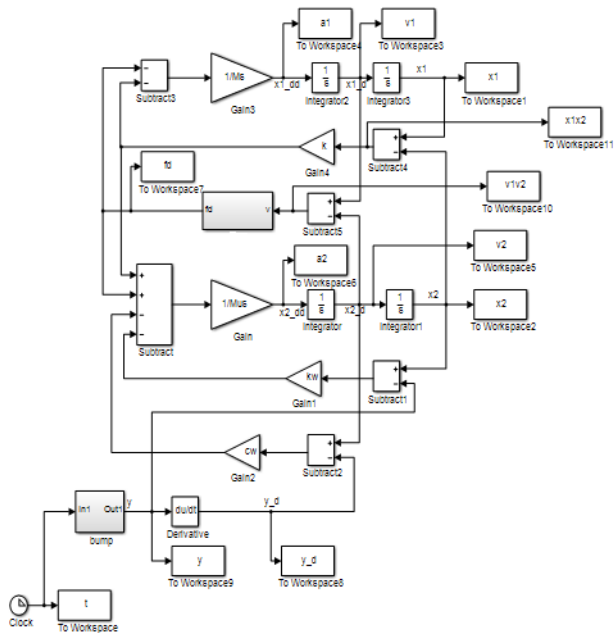 a1
To Workspace4
v1
To Workspace3
−
−
Subtract3
1/Ms
Gain3
x1_dd
1
s
Integrator2
x1_d
1
s
Integrator3
x1
x1
To Workspace1
k
Gain4
+
−
Subtract4
x1x2
To Workspace11
fd
To Workspace7
fd
v
+
−
Subtract5
v1v2
To Workspace10
+
+
−
−
Subtract
1/Mus
Gain
a2
To Workspace6
x2_dd
1
s
Integrator
x2_d
1
s
Integrator1
x2
v2
To Workspace5
x2
To Workspace2
kw
Gain1
+
−
Subtract1
cw
Gain2
+
−
Subtract2
In1
Out1
bump
y
du/dt
Derivative
y_d
y
To Workspace9
y_d
To Workspace8
Clock
t
To Workspace